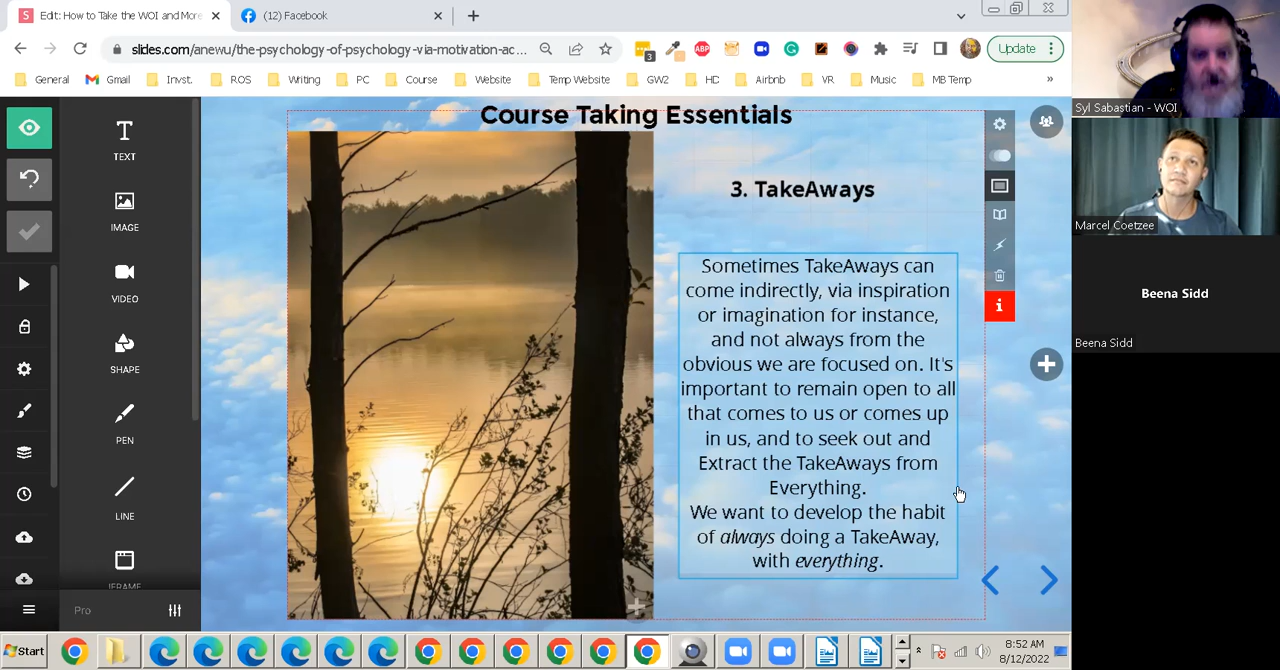 Edit: How to Take the WOI and More
(12) Facebook
slides.com/anewu/the-psychology-of-psychology-via-motivation-ac...
3
ABP
Update
General
Gmail
Invst.
ROS
Writing
PC
Course
Website
Temp Website
GW2
HD
Airbnb
VR
Music
MB Temp
»
TEXT
IMAGE
VIDEO
SHAPE
PEN
LINE
IFRAME
Pro
Course Taking Essentials
3. TakeAways
Sometimes TakeAways can
come indirectly, via inspiration
or imagination for instance,
and not always from the
obvious we are focused on. It's
important to remain open to all
that comes to us or comes up
in us, and to seek out and
Extract the TakeAways from
Everything.
We want to develop the habit
of always doing a TakeAway,
with everything.
Syl Sabastian - WOI
Marcel Coetzee
Beena Sidd
Beena Sidd
Start
8:52 AM
8/12/2022